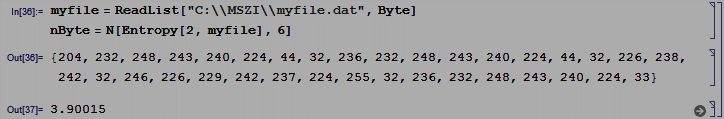 In[36]:= myfile = ReadList["C:\\MSZI\\myfile.dat", Byte]
nByte = N[Entropy[2, myfile], 6]
Out[36]= {204, 232, 248, 243, 240, 224, 44, 32, 236, 232, 248, 243, 240, 224, 44, 32, 226, 238,
242, 32, 246, 226, 229, 242, 237, 224, 255, 32, 236, 232, 248, 243, 240, 224, 33}
Out[37]= 3.90015